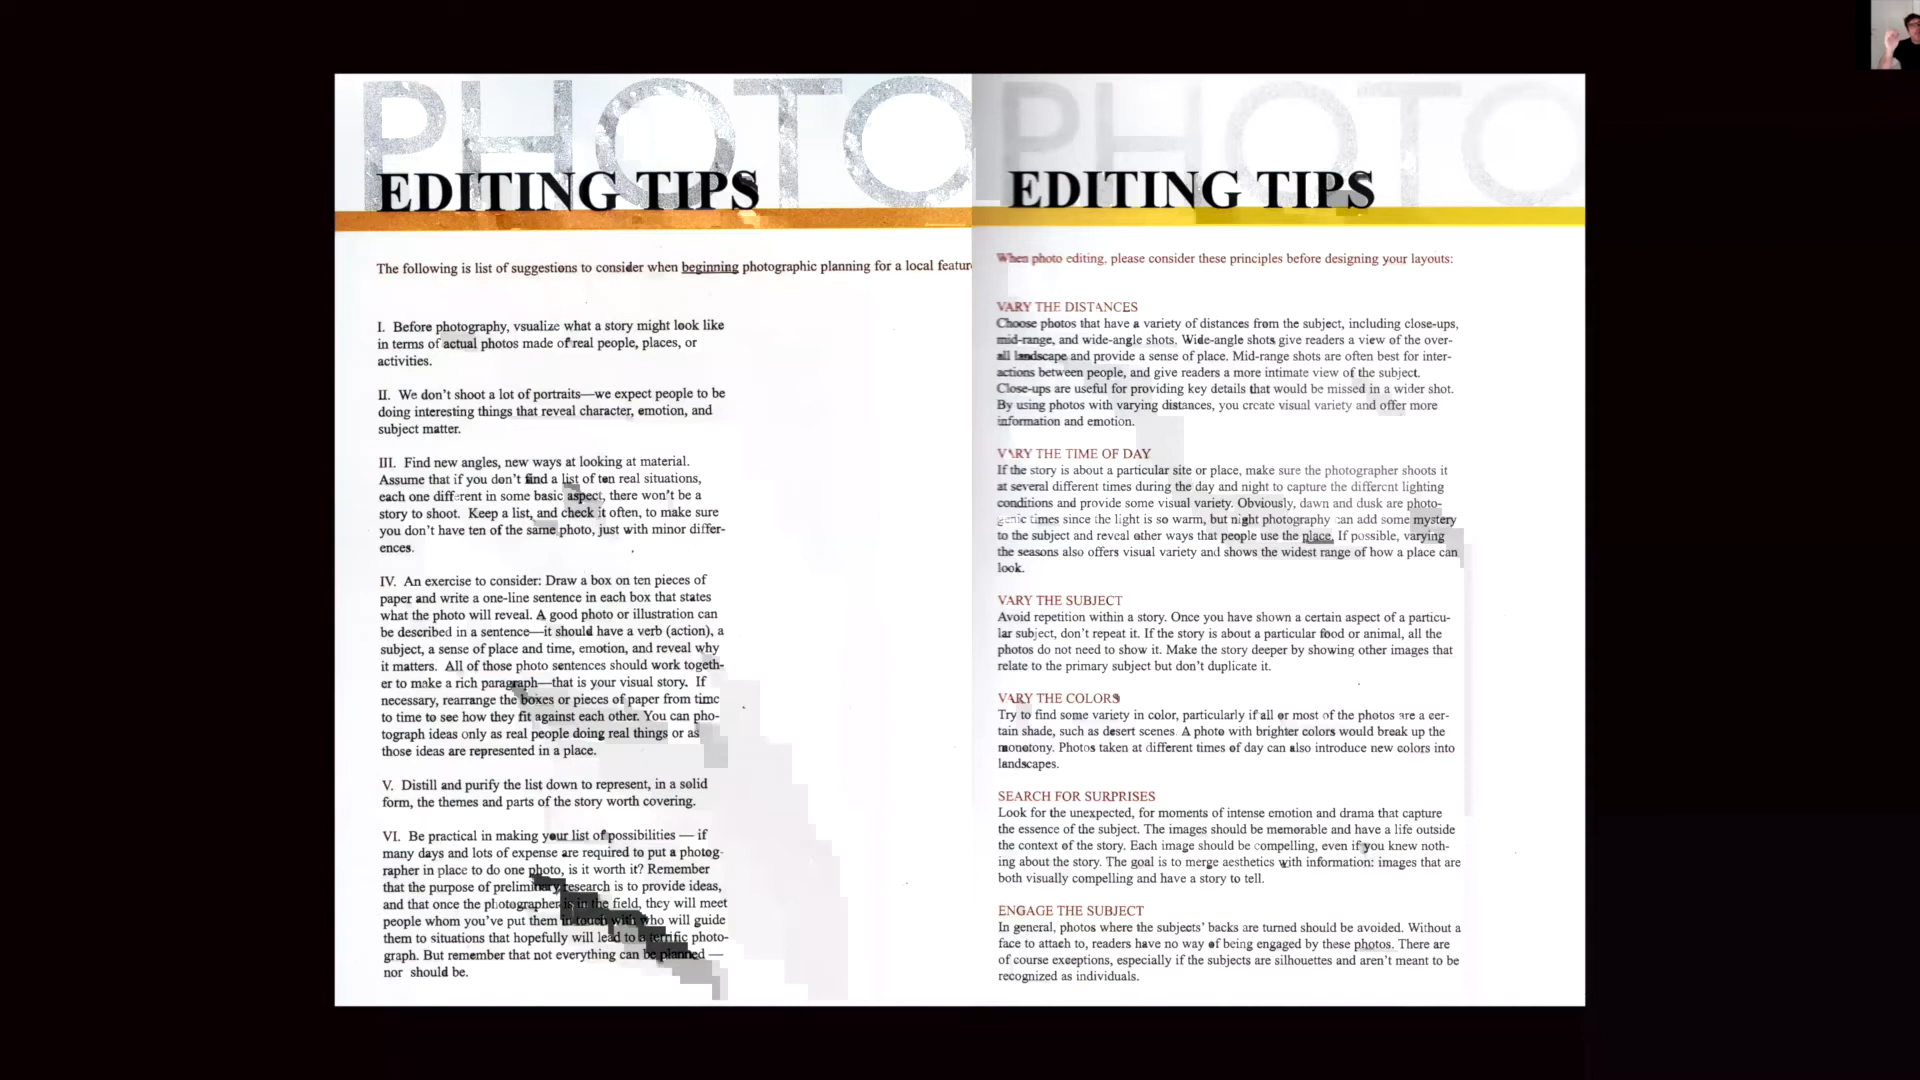 PHOTO
EDITING TIPS
The following is list of suggestions to consider when beginning photographic planning for a local featur
I. Before photography, vsualize what a story might look like
in terms of actual photos made of real people, places, or
activities.
II. We don't shoot a lot of portraits—we expect people to be
doing interesting things that reveal character, emotion, and
subject matter.
III. Find new angles, new ways at looking at material.
Assume that if you don't find a list of ten real situations,
each one different in some basic aspect, there won't be a
story to shoot. Keep a list, and check it often, to make sure
you don't have ten of the same photo, just with minor differ-
ences.
IV. An exercise to consider: Draw a box on ten pieces of
paper and write a one-line sentence in each box that states
what the photo will reveal. A good photo or illustration can
be described in a sentence—it should have a verb (action), a
subject, a sense of place and time, emotion, and reveal why
it matters. All of those photo sentences should work togeth-
er to make a rich paragraph—that is your visual story. If
necessary, rearrange the boxes or pieces of paper from time
to time to see how they fit against each other. You can pho-
tograph ideas only as real people doing real things or as
those ideas are represented in a place.
V. Distill and purify the list down to represent, in a solid
form, the themes and parts of the story worth covering.
VI. Be practical in making your list of possibilities — if
many days and lots of expense are required to put a photog-
rapher in place to do one photo, is it worth it? Remember
that the purpose of preliminary research is to provide ideas,
and that once the photographer is in the field, they will meet
people whom you've put them in touch with who will guide
them to situations that hopefully will lead to a terrific photo-
graph. But remember that not everything can be planned —
nor should be.
PHOTO
EDITING TIPS
When photo editing, please consider these principles before designing your layouts:
VARY THE DISTANCES
Choose photos that have a variety of distances from the subject, including close-ups,
mid-range, and wide-angle shots. Wide-angle shots give readers a view of the over-
all landscape and provide a sense of place. Mid-range shots are often best for inter-
actions between people, and give readers a more intimate view of the subject.
Close-ups are useful for providing key details that would be missed in a wider shot.
By using photos with varying distances, you create visual variety and offer more
information and emotion.
VARY THE TIME OF DAY
If the story is about a particular site or place, make sure the photographer shoots it
at several different times during the day and night to capture the different lighting
conditions and provide some visual variety. Obviously, dawn and dusk are photo-
genic times since the light is so warm, but night photography can add some mystery
to the subject and reveal other ways that people use the place. If possible, varying
the seasons also offers visual variety and shows the widest range of how a place can
look.
VARY THE SUBJECT
Avoid repetition within a story. Once you have shown a certain aspect of a particu-
lar subject, don't repeat it. If the story is about a particular food or animal, all the
photos do not need to show it. Make the story deeper by showing other images that
relate to the primary subject but don't duplicate it.
VARY THE COLORS
Try to find some variety in color, particularly if all or most of the photos are a cer-
tain shade, such as desert scenes. A photo with brighter colors would break up the
monotony. Photos taken at different times of day can also introduce new colors into
landscapes.
SEARCH FOR SURPRISES
Look for the unexpected, for moments of intense emotion and drama that capture
the essence of the subject. The images should be memorable and have a life outside
the context of the story. Each image should be compelling, even if you knew noth-
ing about the story. The goal is to merge aesthetics with information: images that are
both visually compelling and have a story to tell.
ENGAGE THE SUBJECT
In general, photos where the subjects' backs are turned should be avoided. Without a
face to attach to, readers have no way of being engaged by these photos. There are
of course exceptions, especially if the subjects are silhouettes and aren't meant to be
recognized as individuals.